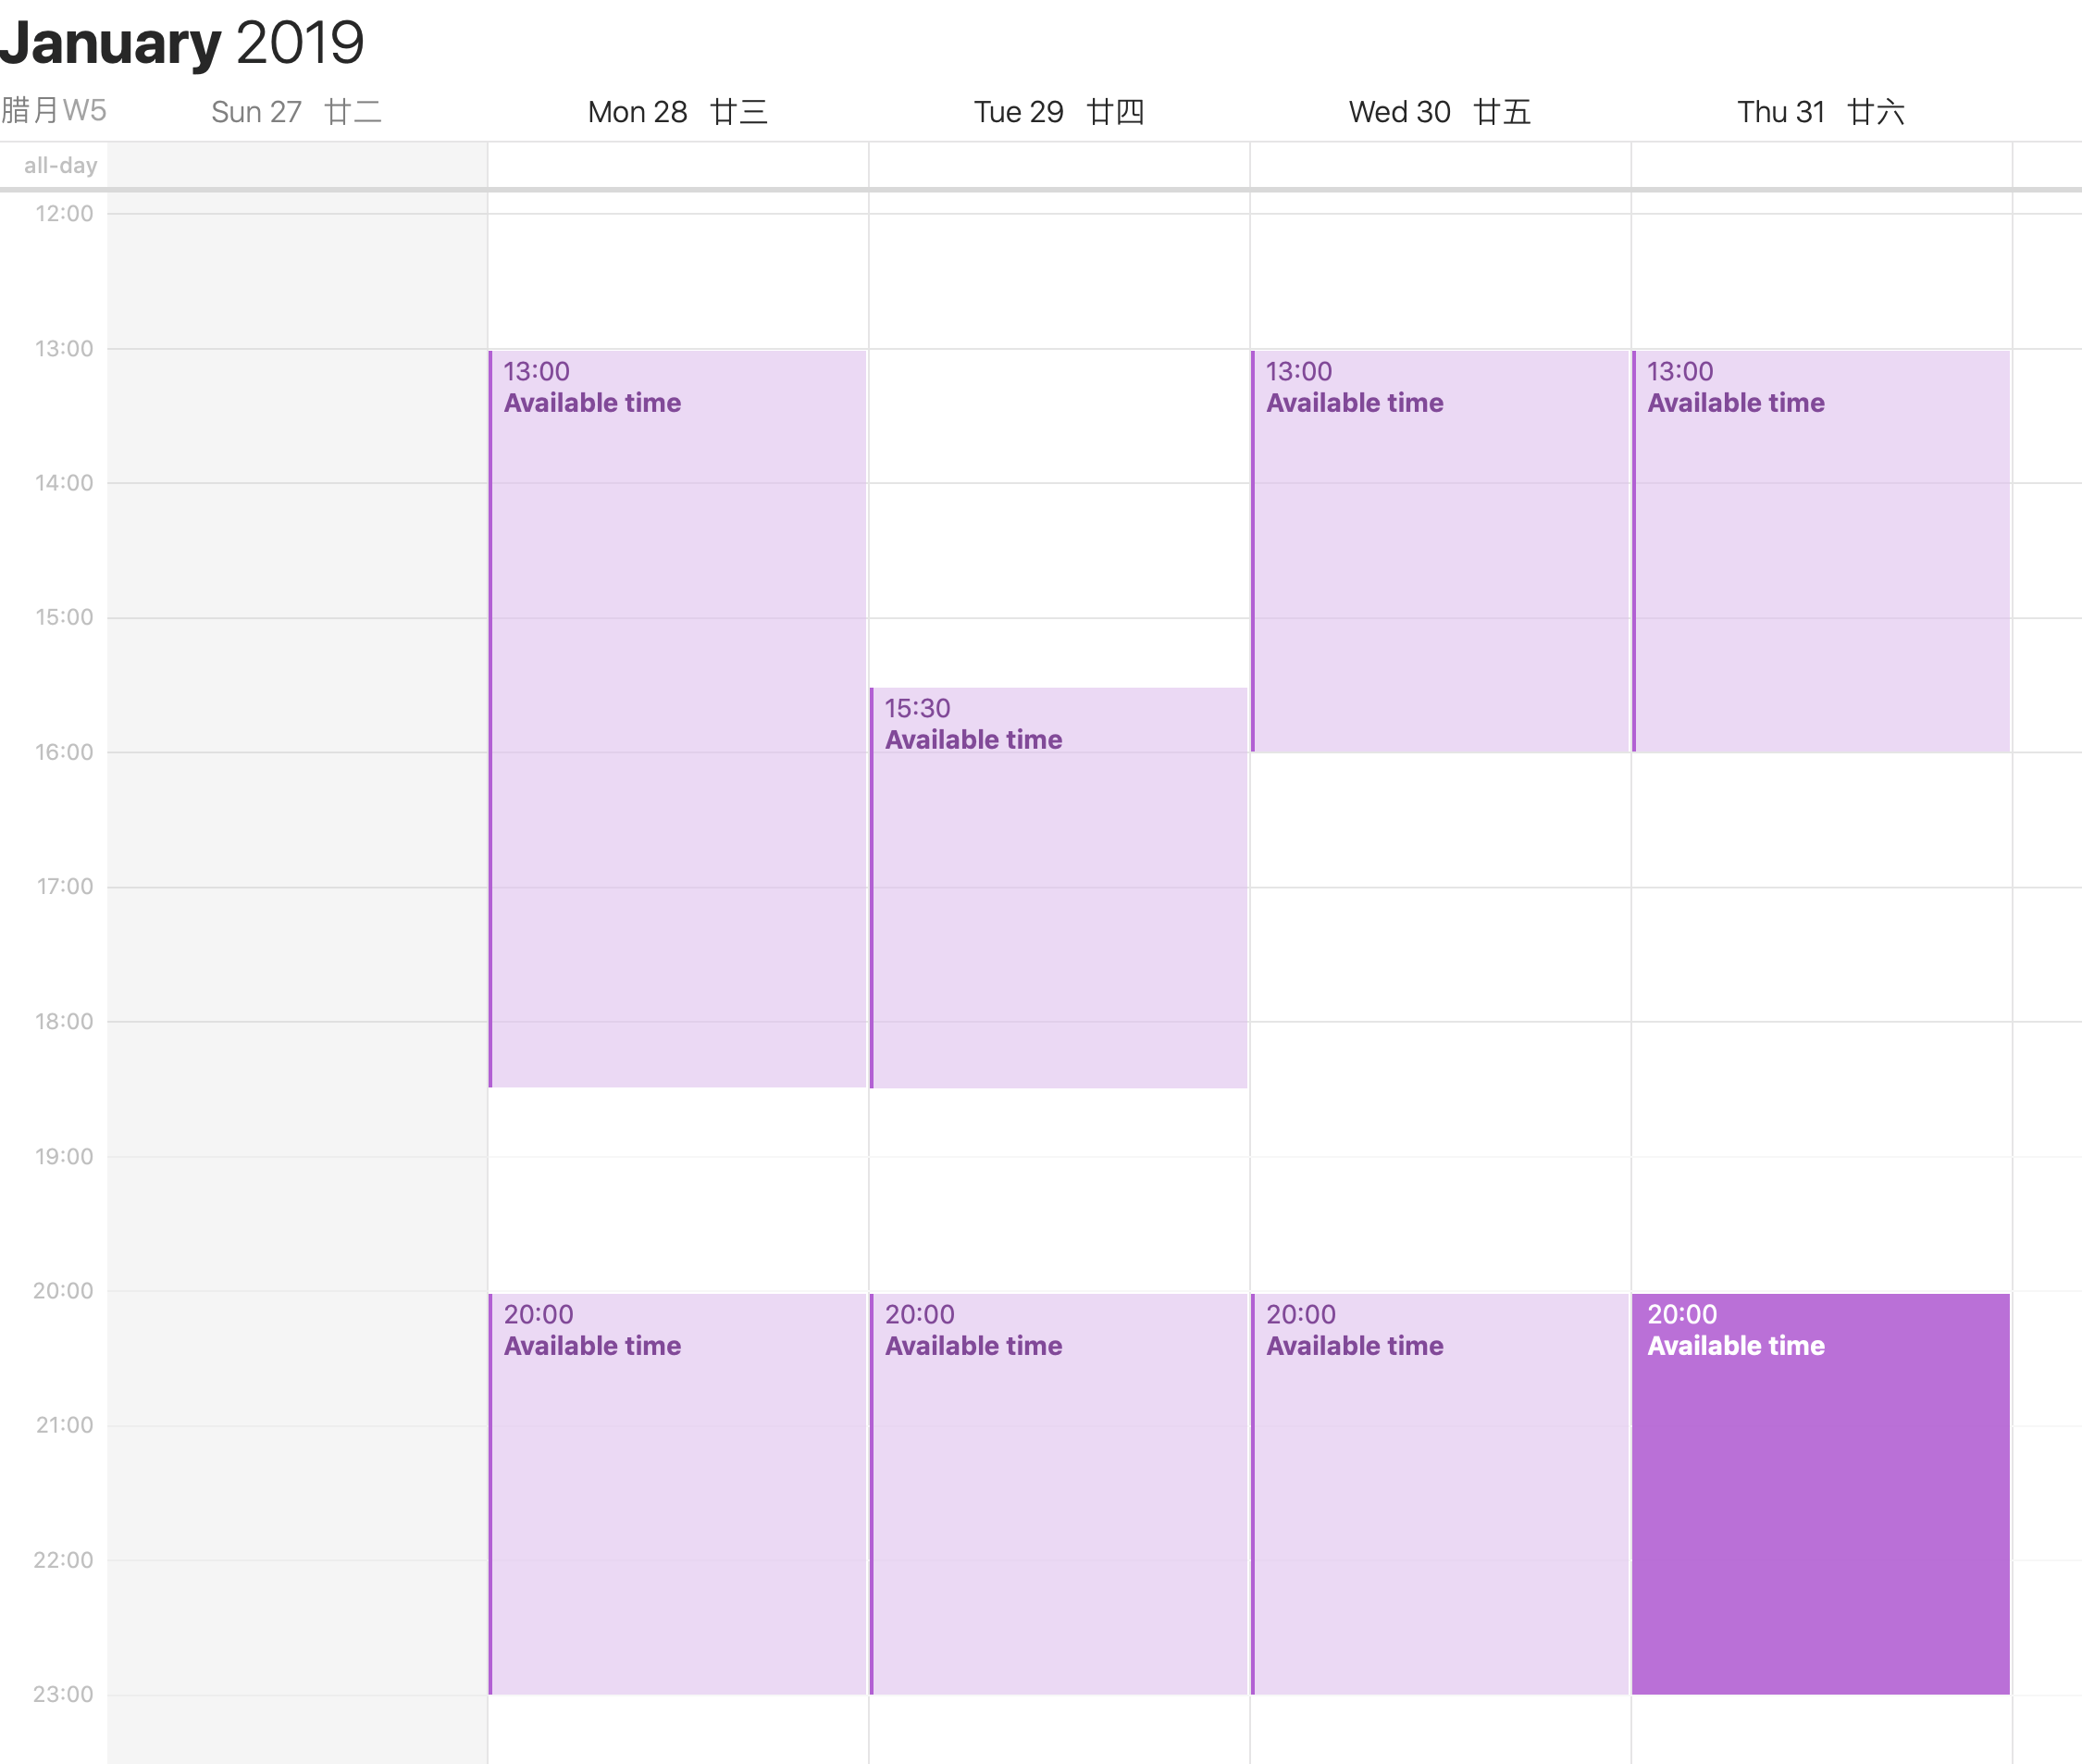 January 2019
腊月W5 Sun 27 廿二 Mon 28 廿三 Tue 29 廿四 Wed 30 廿五 Thu 31 廿六
all-day
12:00
13:00
13:00
Available time
13:00
Available time
13:00
Available time
14:00
15:00
15:30
Available time
16:00
17:00
18:00
19:00
20:00
20:00
Available time
20:00
Available time
20:00
Available time
20:00
Available time
21:00
22:00
23:00